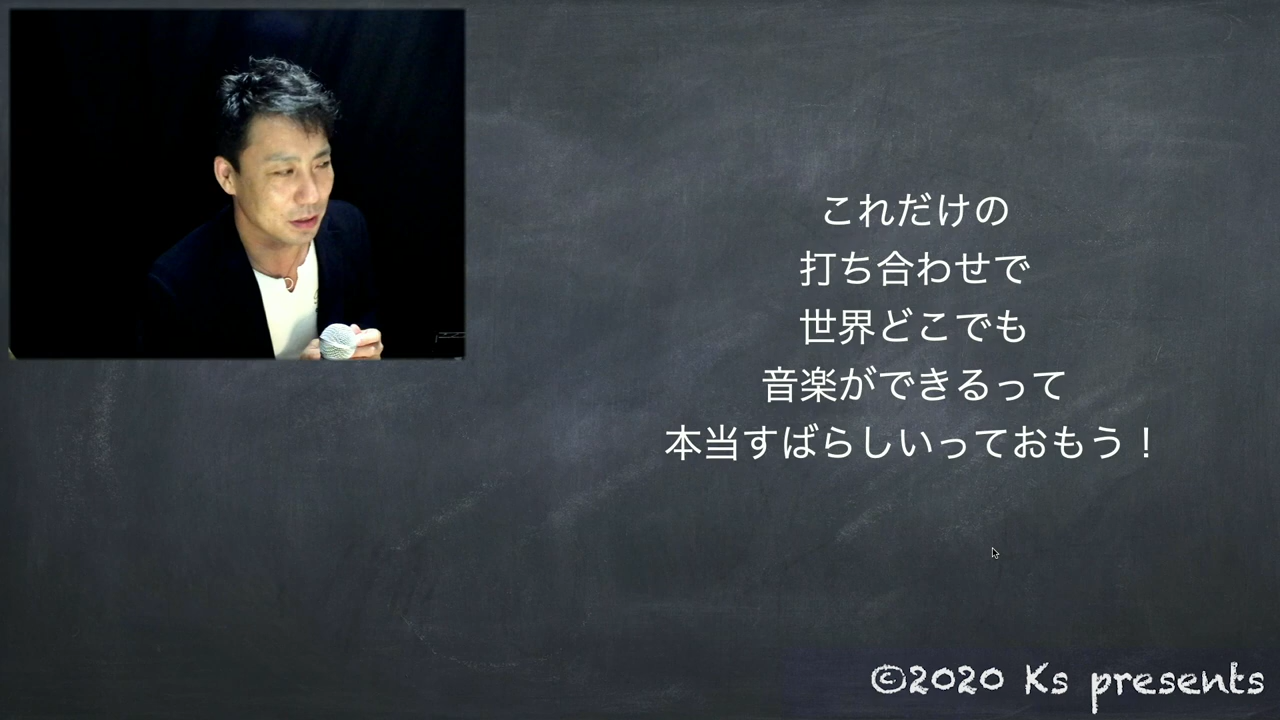 これだけの
打ち合わせで
世界どこでも
音楽ができるって
本当すばらしいっておもう！
©2020 Ks presents